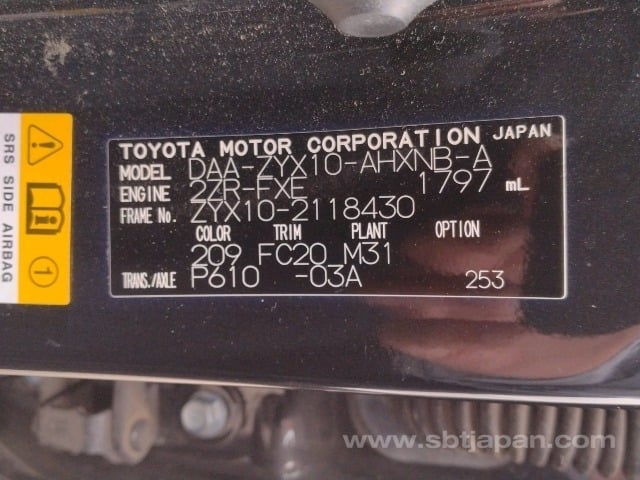 TOYOTA MOTOR CORPORATION JAPAN
MODEL DAA-ZYX10-AHXNB-A
ENGINE 2ZR-FXE 1797 mL
FRAME No. ZYX10-2118430
COLOR TRIM PLANT OPTION
209 FC20 M31
TRANS./AXLE P610 -03A 253
SRS SIDE AIRBAG
1
www.sbtjapan.com